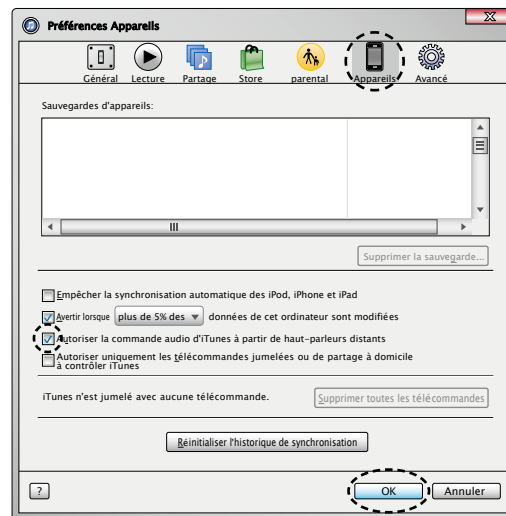 Préférences Appareils
Général Lecture Partage Store parental Appareils Avancé
Sauvegardes d'appareils:
Supprimer la sauvegarde...
Empêcher la synchronisation automatique des iPod, iPhone et iPad
Avertir lorsque plus de 5% des données de cet ordinateur sont modifiées
Autoriser la commande audio d'iTunes à partir de haut-parleurs distants
Autoriser uniquement les télécommandes jumelées ou de partage à domicile
à contrôler iTunes
iTunes n'est jumelé avec aucune télécommande. Supprimer toutes les télécommandes
Réinitialiser l'historique de synchronisation
? OK Annuler